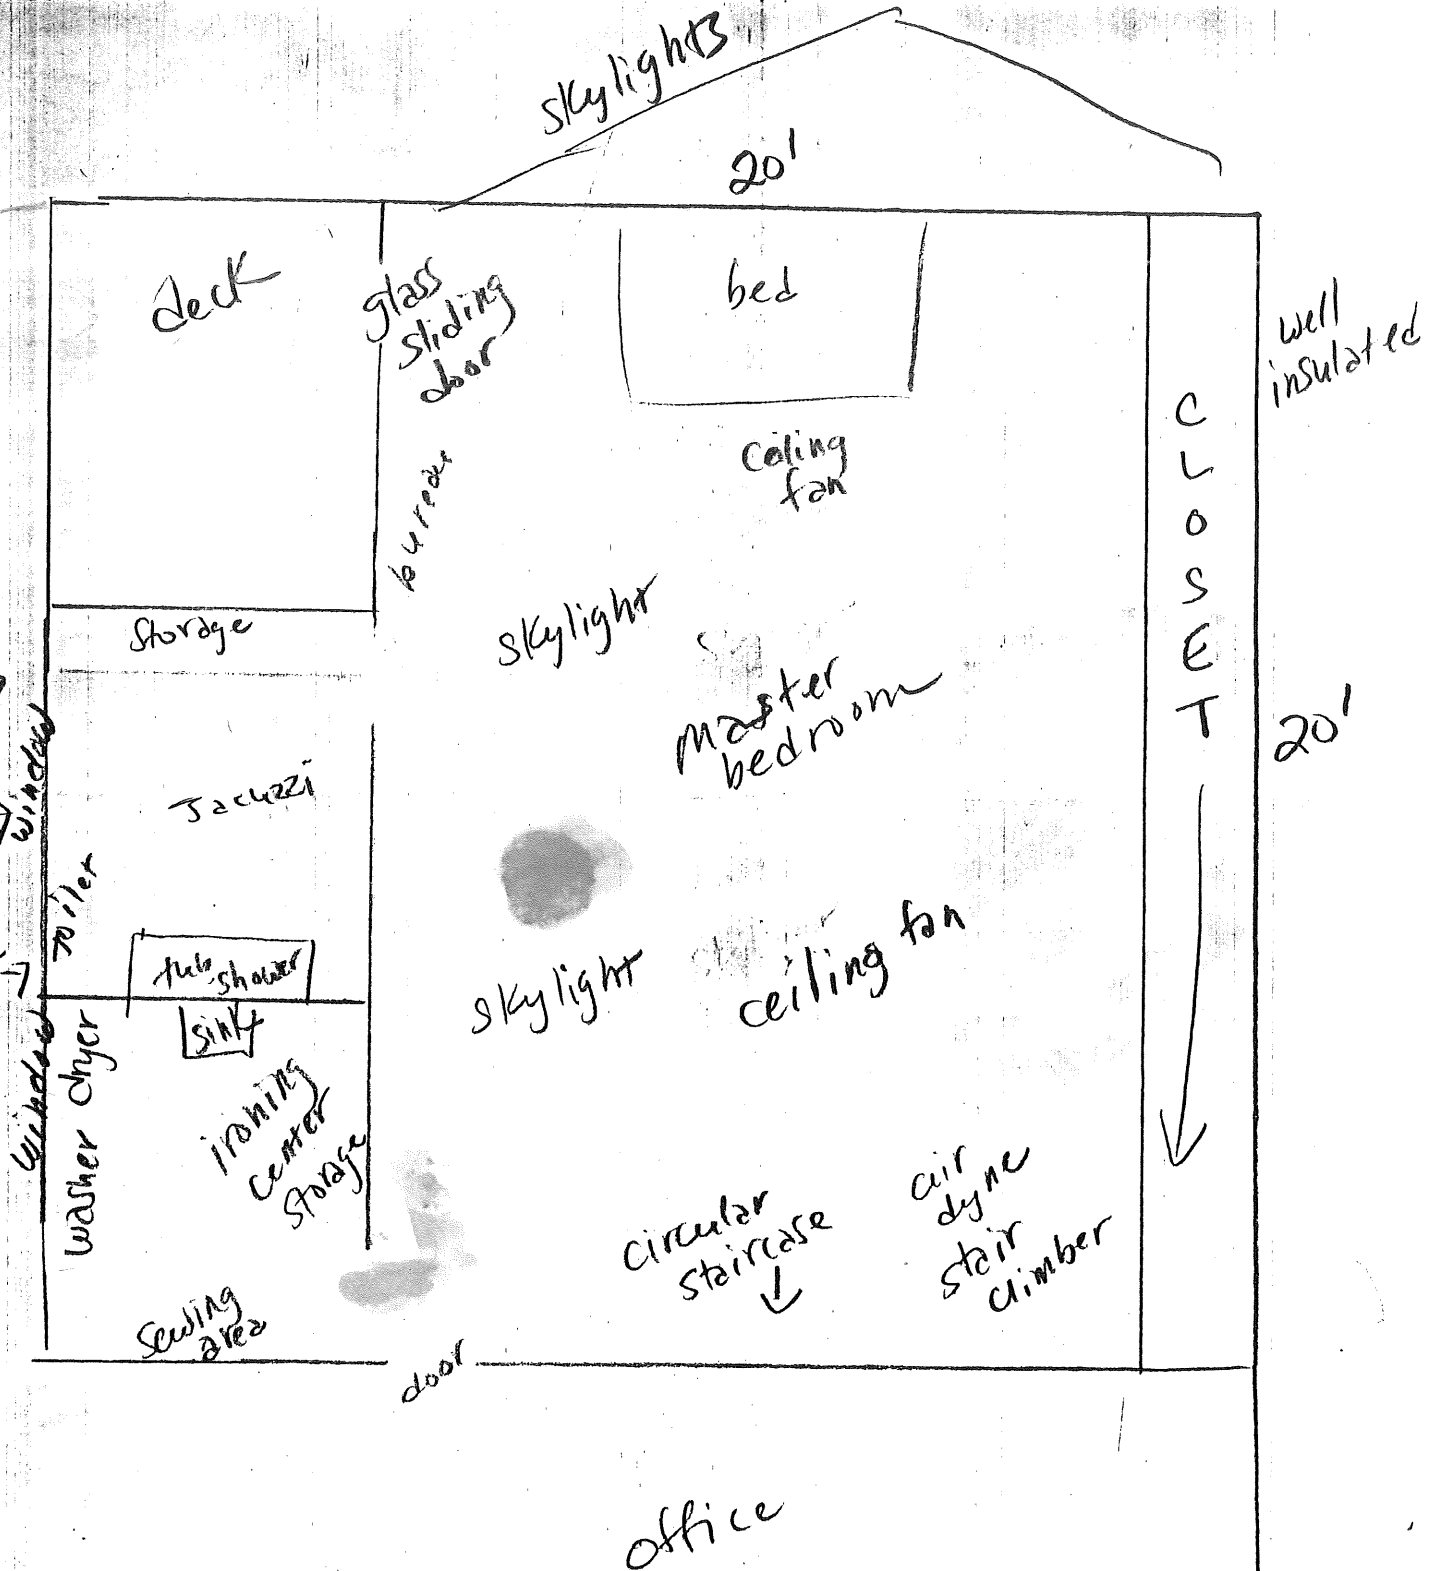 skylights
20'
deck
glass
sliding
door
bed
well
insulated
ceiling
fan
bureau
CLOSET
skylight
storage
master
bedroom
20'
window
Jacuzzi
toilet
tub
shower
skylight
ceiling fan
sink
window
washer dryer
ironing
center
storage
circular
staircase
air
dyne
stair
climber
sewing
area
door
office